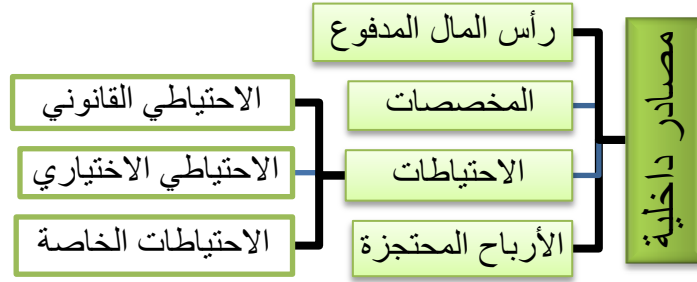 مصادر داخلية
رأس المال المدفوع
المخصصات
الاحتياطات
الأرباح المحتجزة
الاحتياطي القانوني
الاحتياطي الاختياري
الاحتياطات الخاصة